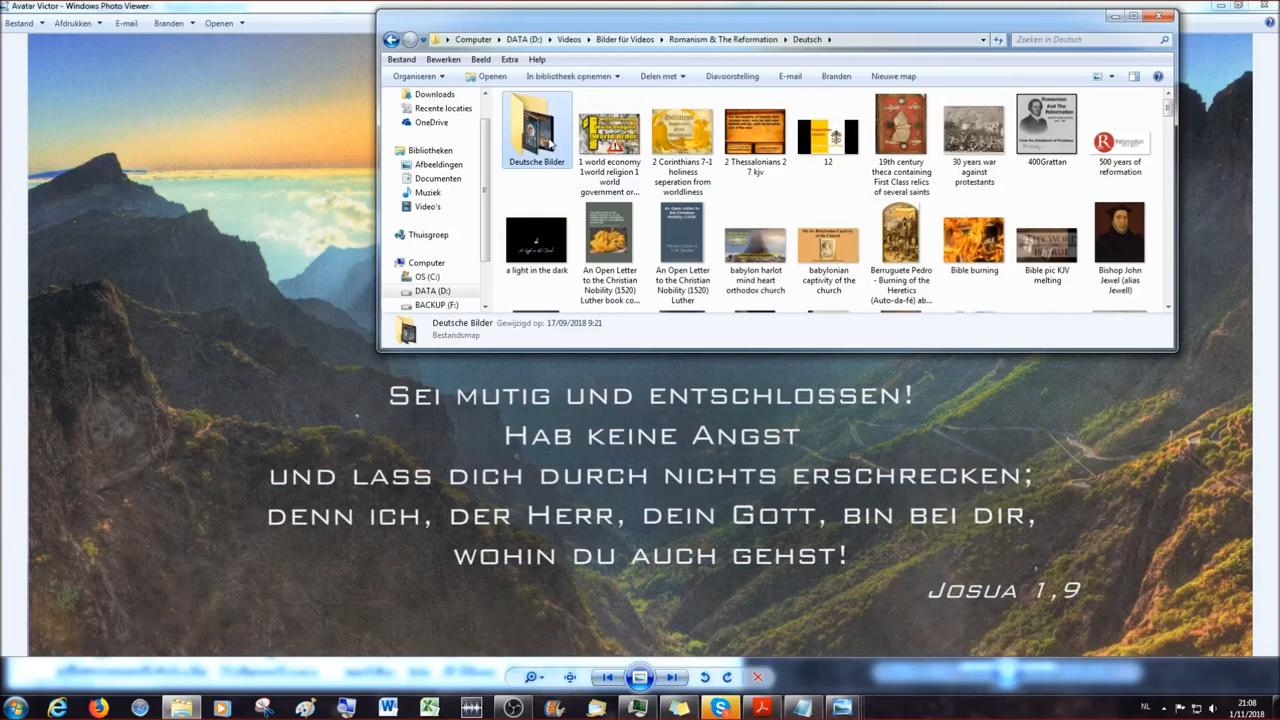 Avatar Victor - Windows Photo Viewer
Bestand Afdrukken E-mail Branden Openen
Computer DATA (D:) Videos Bilder für Videos Romanism & The Reformation Deutsch
Zoeken in Deutsch
Bestand Bewerken Beeld Extra Help
Organiseren Openen In bibliotheek opnemen Delen met Diavoorstelling E-mail Branden Nieuwe map
Downloads
Recente locaties
OneDrive
Bibliotheken
Afbeeldingen
Documenten
Muziek
Video's
Thuisgroep
Computer
OS (C:)
DATA (D:)
BACKUP (F:)
Deutsche Bilder
1 world economy
1world religion 1
world
government or...
2 Corinthians 7-1
holiness
seperation from
worldliness
2 Thessalonians 2
7 kjv
12
19th century
theca containing
First Class relics
of several saints
30 years war
against
protestants
400Grattan
500 years of
reformation
a light in the dark
An Open Letter
to the Christian
Nobility (1520)
Luther book co...
An Open Letter
to the Christian
Nobility (1520)
Luther
babylon harlot
mind heart
orthodox church
babylonian
captivity of the
church
Berruguete Pedro
- Burning of the
Heretics
(Auto-da-fé) ab...
Bible burning
Bible pic KJV
melting
Bishop John
Jewel (alias
Jewell)
Deutsche Bilder Gewijzigd op: 17/09/2018 9:21
Bestandsmap
Sei mutig und entschlossen!
Hab keine Angst
und lass dich durch nichts erschrecken;
denn ich, der Herr, dein Gott, bin bei dir,
wohin du auch gehst!
Josua 1,9
NL
21:08
1/11/2018